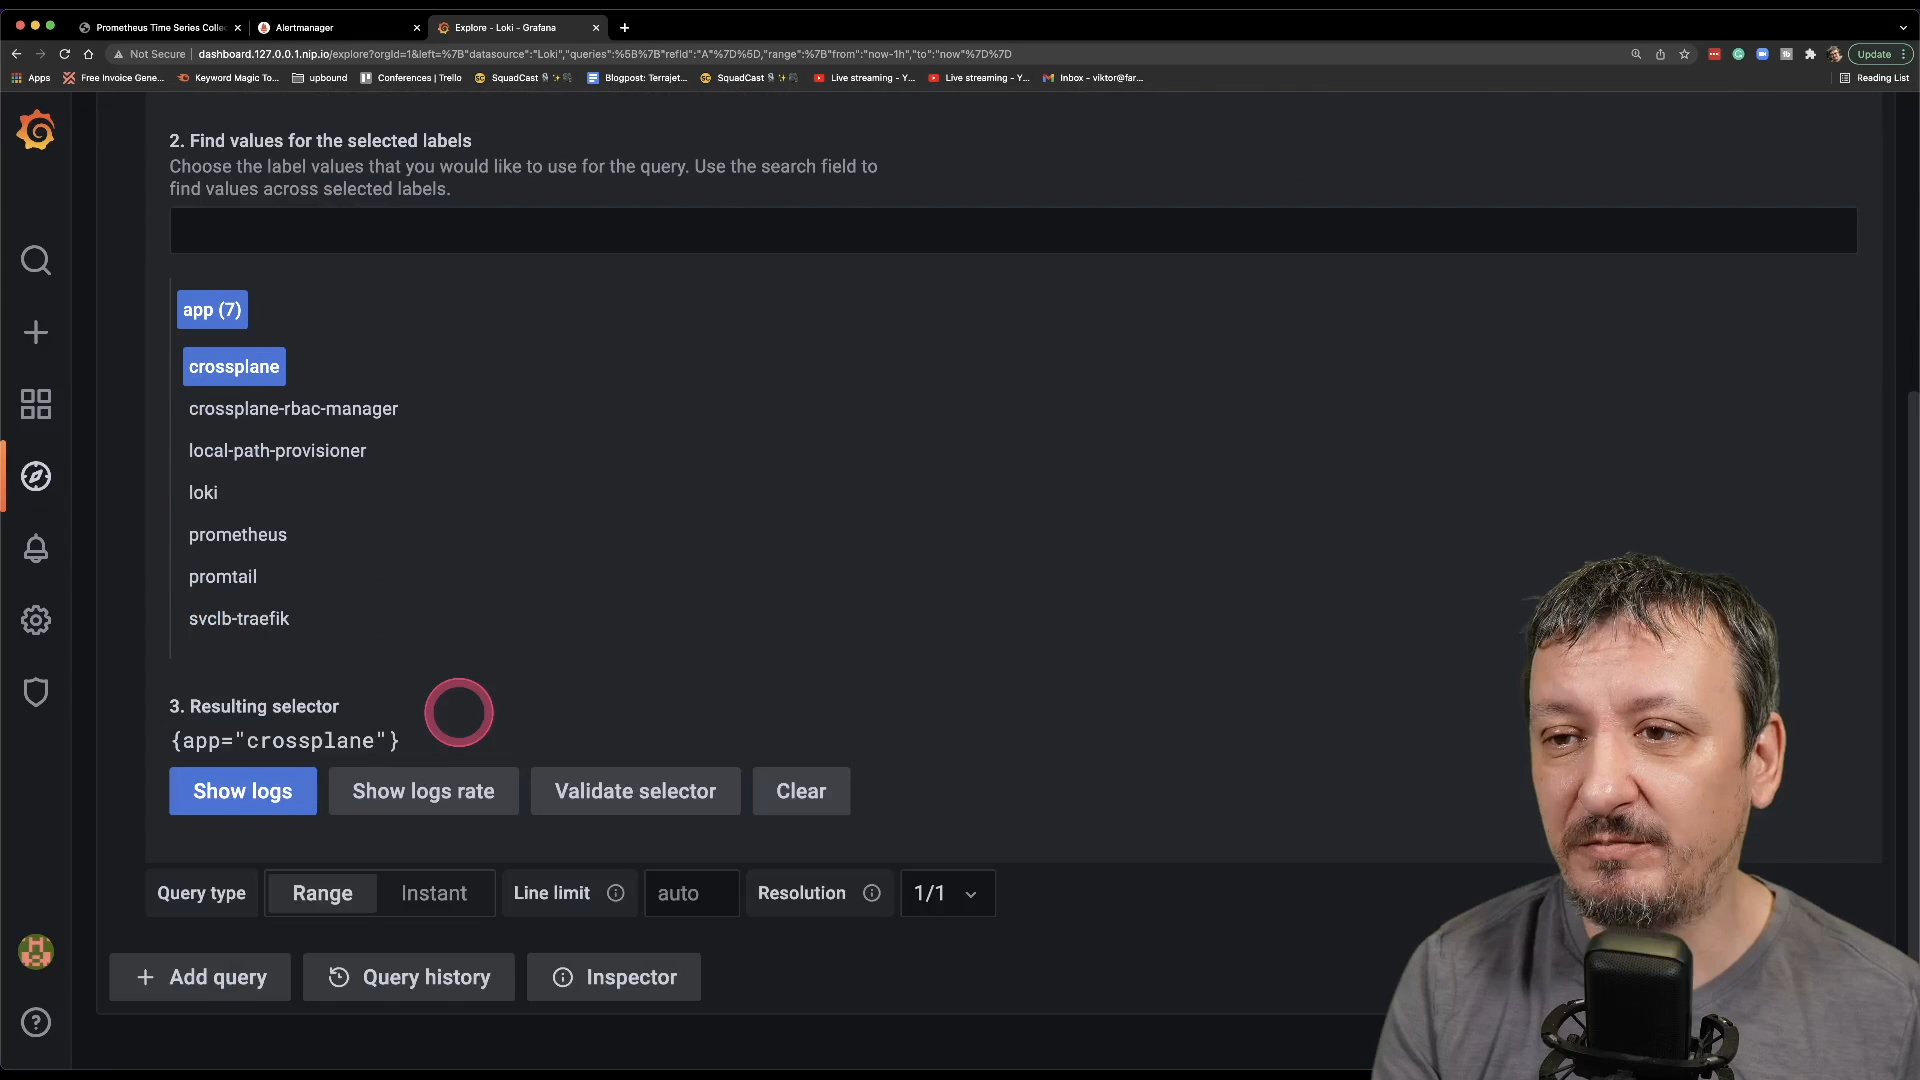 Prometheus Time Series Collec
Alertmanager
Explore - Loki - Grafana
Not Secure
dashboard.127.0.0.1.nip.io/explore?orgId=1&left=%7B"datasource":"Loki","queries":%5B%7B"refId":"A"%7D%5D,"range":%7B"from":"now-1h","to":"now"%7D%7D
Update
Apps
Free Invoice Gene...
Keyword Magic To...
upbound
Conferences | Trello
SquadCast
Blogpost: Terrajet...
SquadCast
Live streaming - Y...
Live streaming - Y...
Inbox - viktor@far...
Reading List
2. Find values for the selected labels
Choose the label values that you would like to use for the query. Use the search field to
find values across selected labels.
app (7)
crossplane
crossplane-rbac-manager
local-path-provisioner
loki
prometheus
promtail
svclb-traefik
3. Resulting selector
{app="crossplane"}
Show logs
Show logs rate
Validate selector
Clear
Query type
Range
Instant
Line limit
auto
Resolution
1/1
+ Add query
Query history
Inspector